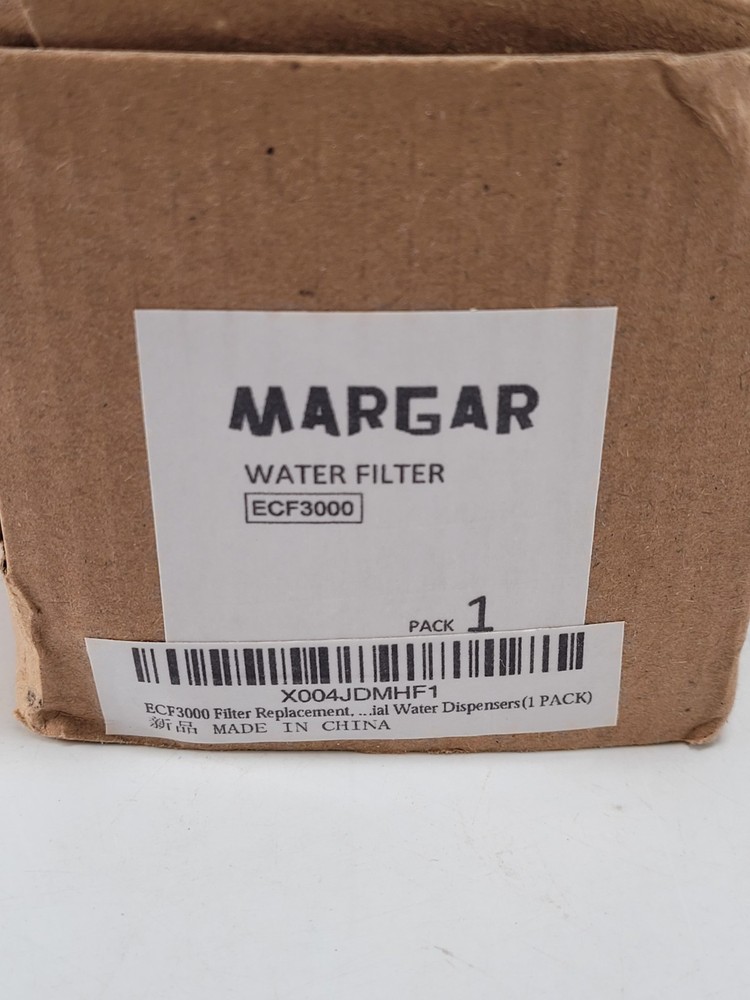 MARGAR
WATER FILTER
ECF3000
PACK 1
X004JDMHF1
ECF3000 Filter Replacement, ...ial Water Dispensers(1 PACK)
新品 MADE IN CHINA